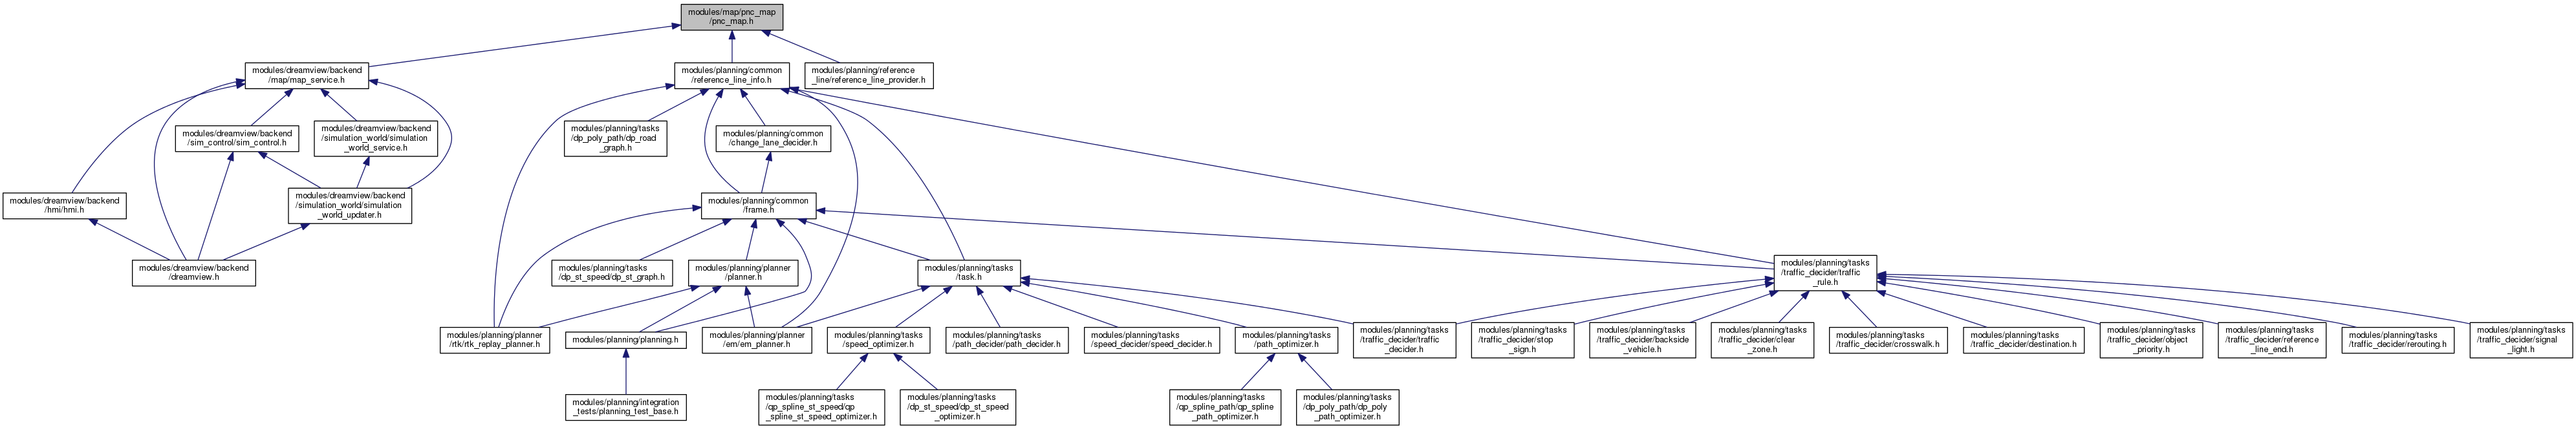 modules/map/pnc_map
/pnc_map.h
modules/dreamview/backend
/map/map_service.h
modules/planning/common
/reference_line_info.h
modules/planning/reference
_line/reference_line_provider.h
modules/dreamview/backend
/sim_control/sim_control.h
modules/dreamview/backend
/simulation_world/simulation
_world_service.h
modules/planning/tasks
/dp_poly_path/dp_road
_graph.h
modules/planning/common
/change_lane_decider.h
modules/dreamview/backend
/hmi/hmi.h
modules/dreamview/backend
/simulation_world/simulation
_world_updater.h
modules/planning/common
/frame.h
modules/dreamview/backend
/dreamview.h
modules/planning/tasks
/dp_st_speed/dp_st_graph.h
modules/planning/planner
/planner.h
modules/planning/tasks
/task.h
modules/planning/tasks
/traffic_decider/traffic
_rule.h
modules/planning/planner
/rtk/rtk_replay_planner.h
modules/planning/planning.h
modules/planning/planner
/em/em_planner.h
modules/planning/tasks
/speed_optimizer.h
modules/planning/tasks
/path_decider/path_decider.h
modules/planning/tasks
/speed_decider/speed_decider.h
modules/planning/tasks
/path_optimizer.h
modules/planning/tasks
/traffic_decider/traffic
_decider.h
modules/planning/tasks
/traffic_decider/stop
_sign.h
modules/planning/tasks
/traffic_decider/backside
_vehicle.h
modules/planning/tasks
/traffic_decider/clear
_zone.h
modules/planning/tasks
/traffic_decider/crosswalk.h
modules/planning/tasks
/traffic_decider/destination.h
modules/planning/tasks
/traffic_decider/object
_priority.h
modules/planning/tasks
/traffic_decider/reference
_line_end.h
modules/planning/tasks
/traffic_decider/rerouting.h
modules/planning/tasks
/traffic_decider/signal
_light.h
modules/planning/integration
_tests/planning_test_base.h
modules/planning/tasks
/qp_spline_st_speed/qp
_spline_st_speed_optimizer.h
modules/planning/tasks
/dp_st_speed/dp_st_speed
_optimizer.h
modules/planning/tasks
/qp_spline_path/qp_spline
_path_optimizer.h
modules/planning/tasks
/dp_poly_path/dp_poly
_path_optimizer.h